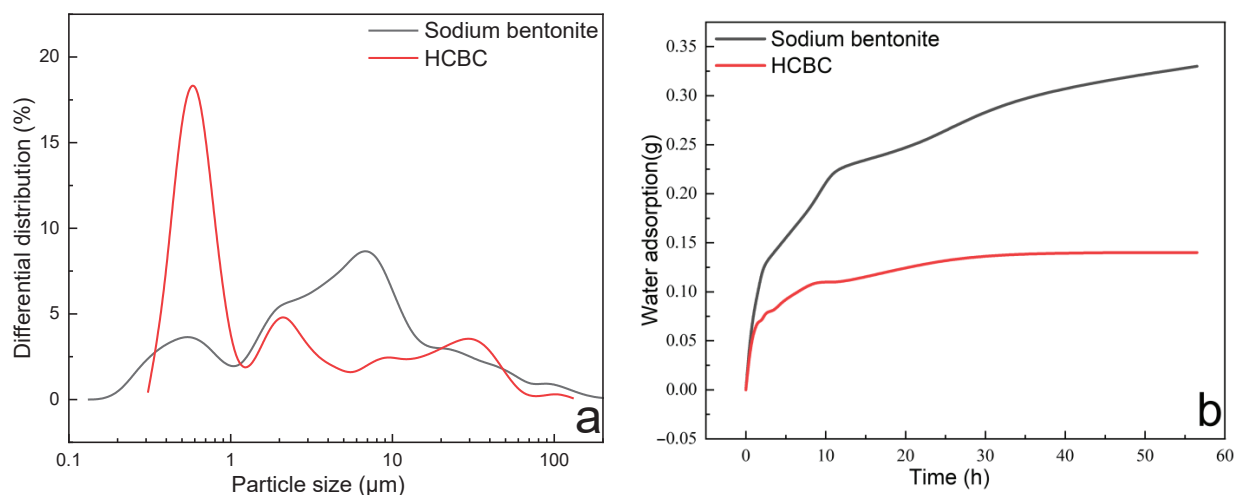 Sodium bentonite
HCBC
Differential distribution (%)
20
15
10
5
0
0.1 1 10 100
Particle size (μm)
a
Sodium bentonite
HCBC
Water adsorption(g)
0.35
0.30
0.25
0.20
0.15
0.10
0.05
0.00
−0.05
0 10 20 30 40 50 60
Time (h)
b